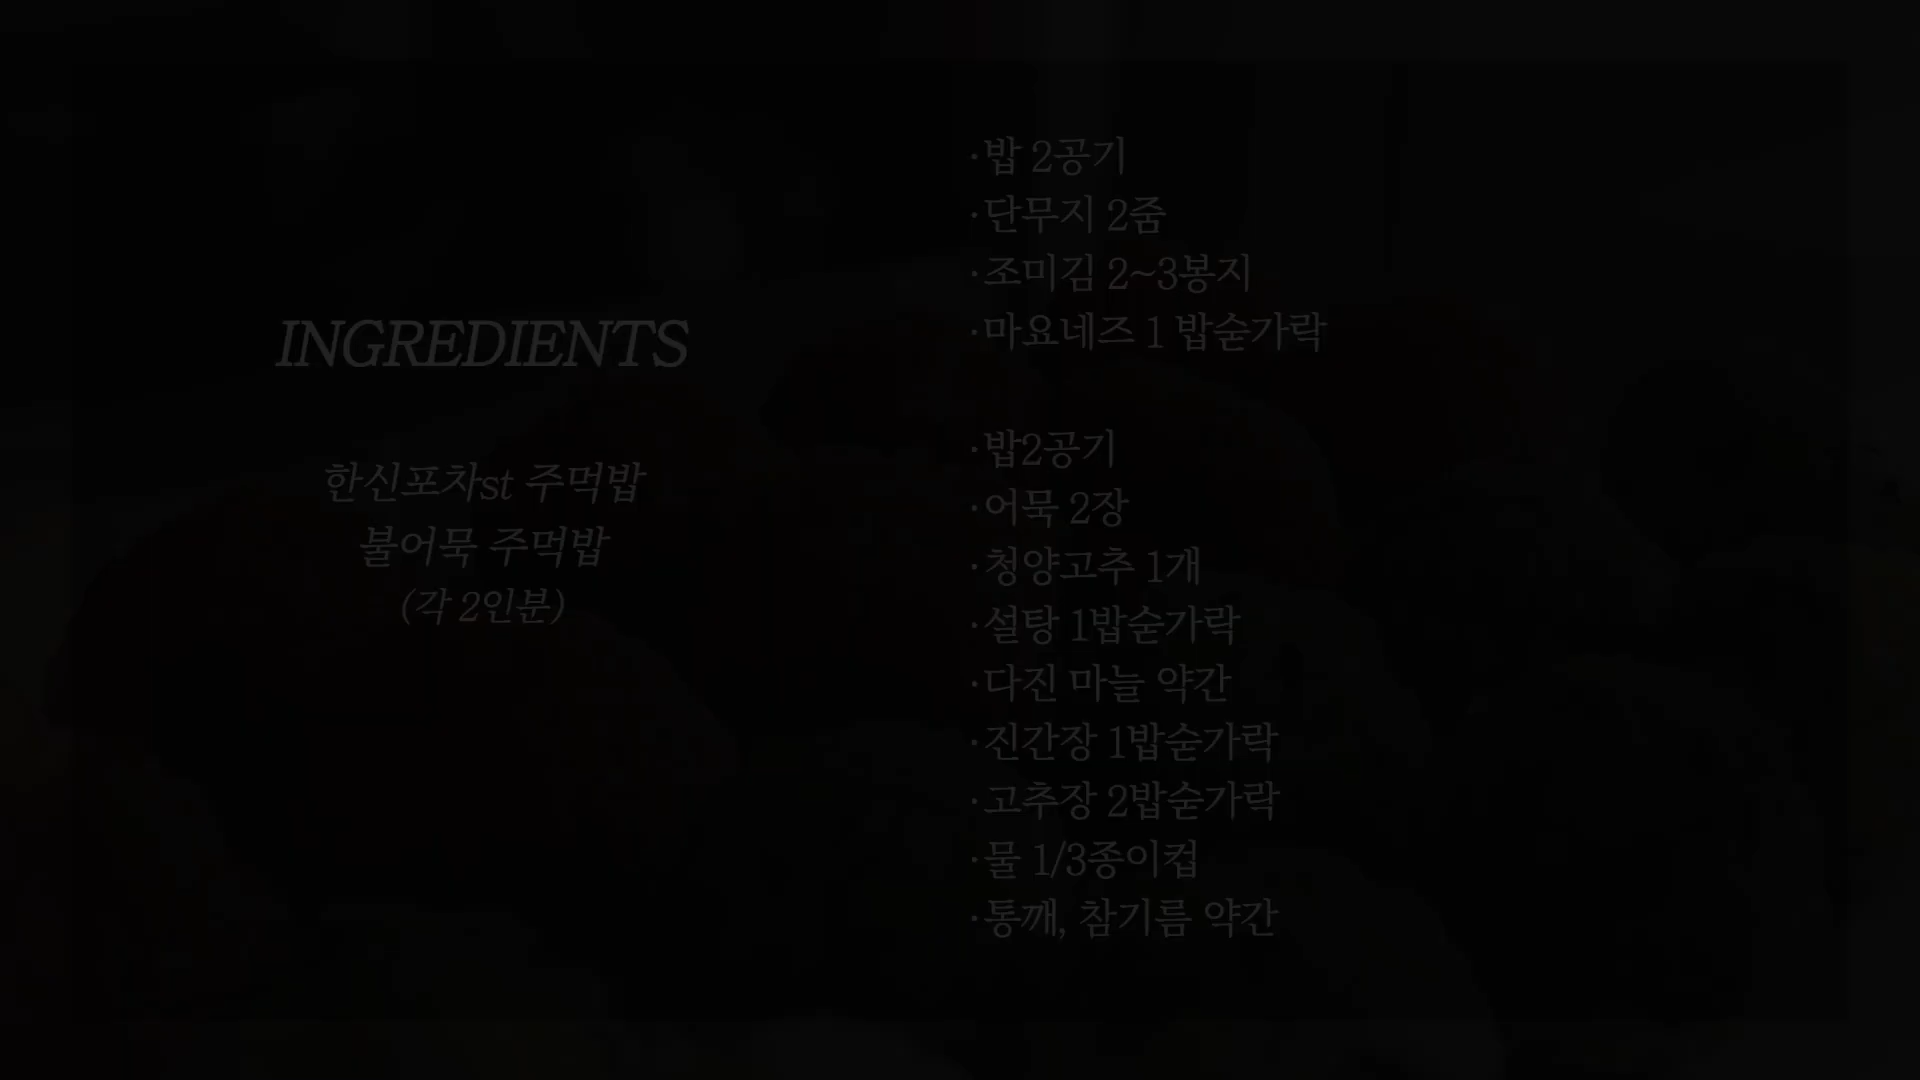 INGREDIENTS
한신포차st 주먹밥
불어묵 주먹밥
(각 2인분)
·밥 2공기
·단무지 2줌
·조미김 2~3봉지
·마요네즈 1 밥숟가락
·밥2공기
·어묵 2장
·청양고추 1개
·설탕 1밥숟가락
·다진 마늘 약간
·진간장 1밥숟가락
·고추장 2밥숟가락
·물 1/3종이컵
·통깨, 참기름 약간